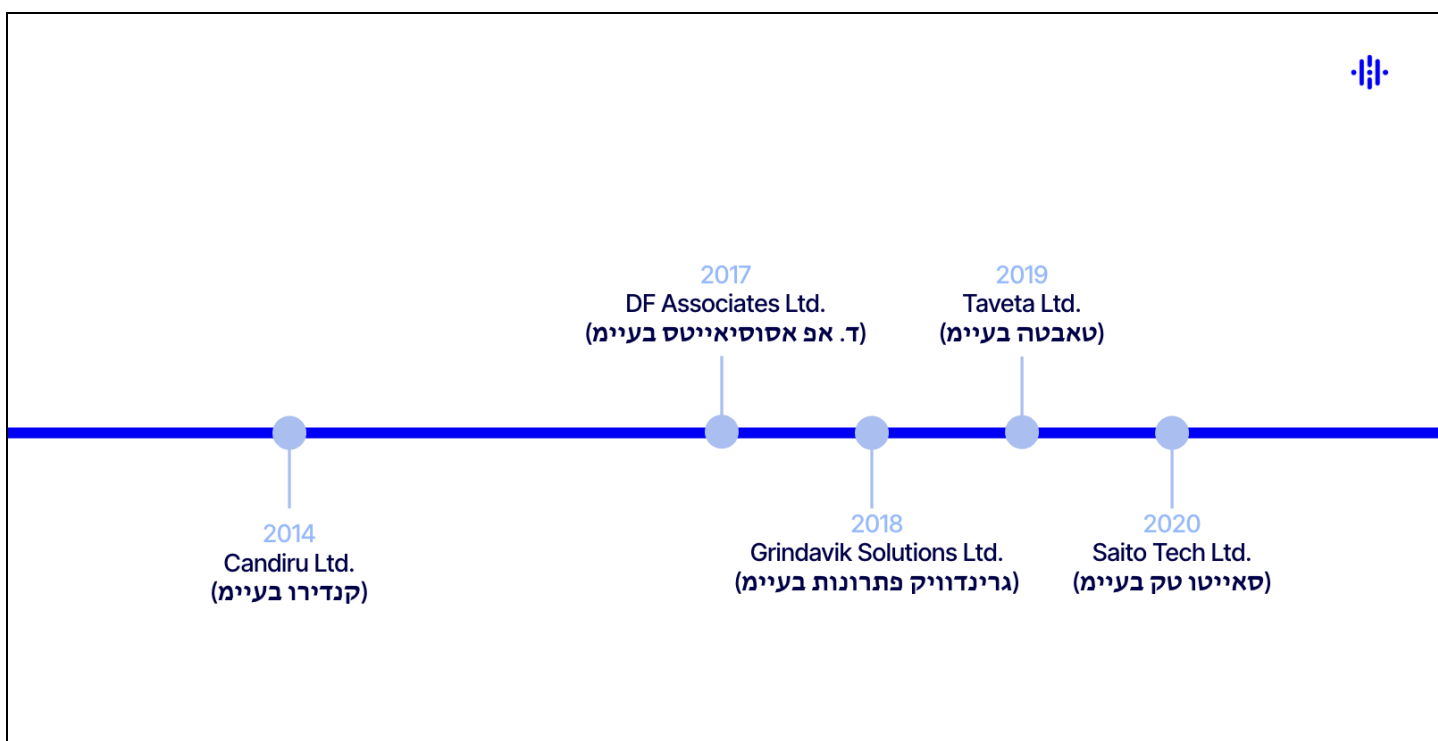 2014
Candiru Ltd.
(קנדירו בעיימ)
2017
DF Associates Ltd.
(ד. אפ אסוסיאייטס בעיימ)
2018
Grindavik Solutions Ltd.
(גרינדוויק פתרונות בעיימ)
2019
Taveta Ltd.
(טאבטה בעיימ)
2020
Saito Tech Ltd.
(סאייטו טק בעיימ)